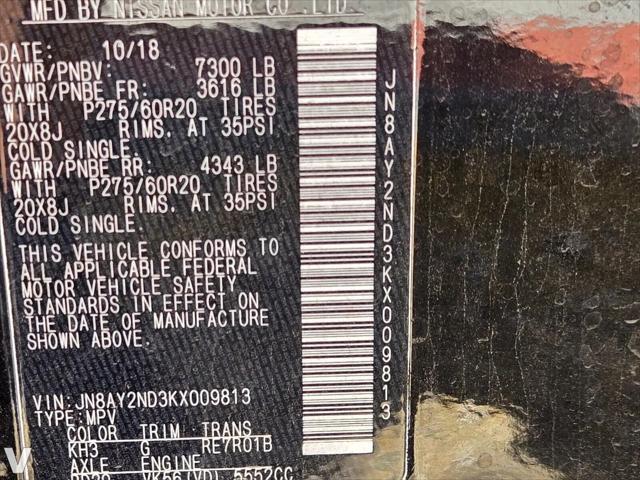 MFD BY NISSAN MOTOR CO.,LTD.
DATE: 10/18
GVWR/PNBV: 7300 LB
GAWR/PNBE FR: 3616 LB
WITH P275/60R20 TIRES
20X8J RIMS, AT 35PSI
COLD SINGLE.
GAWR/PNBE RR: 4343 LB
WITH P275/60R20 TIRES
20X8J RIMS, AT 35PSI
COLD SINGLE.
THIS VEHICLE CONFORMS TO
ALL APPLICABLE FEDERAL
MOTOR VEHICLE SAFETY
STANDARDS IN EFFECT ON
THE DATE OF MANUFACTURE
SHOWN ABOVE.
VIN:JN8AY2ND3KX009813
TYPE:MPV
COLOR TRIM TRANS
KH3 G RE7R01B
AXLE ENGINE
VK56(VD) 5552CC
JN8AY2ND3KX009813
V